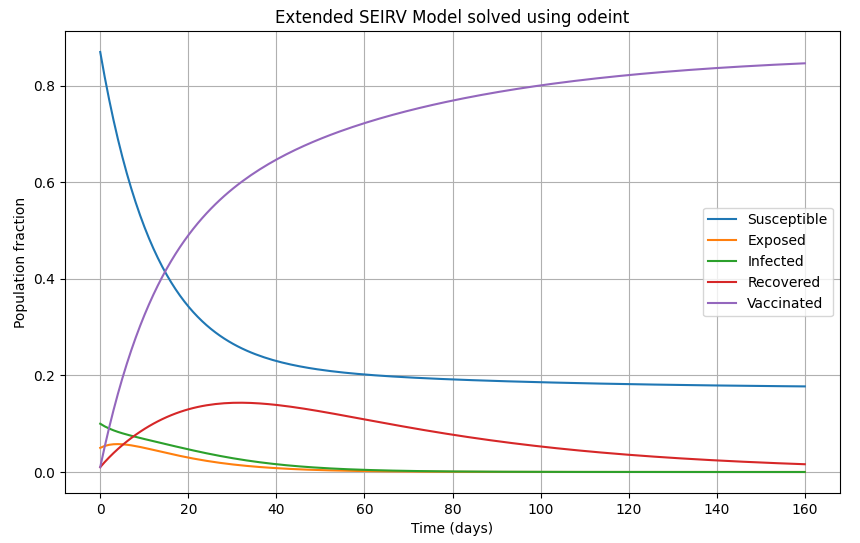 Extended SEIRV Model solved using odeint
Population fraction
0.8
0.6
0.4
0.2
0.0
Susceptible
Exposed
Infected
Recovered
Vaccinated
0 20 40 60 80 100 120 140 160
Time (days)